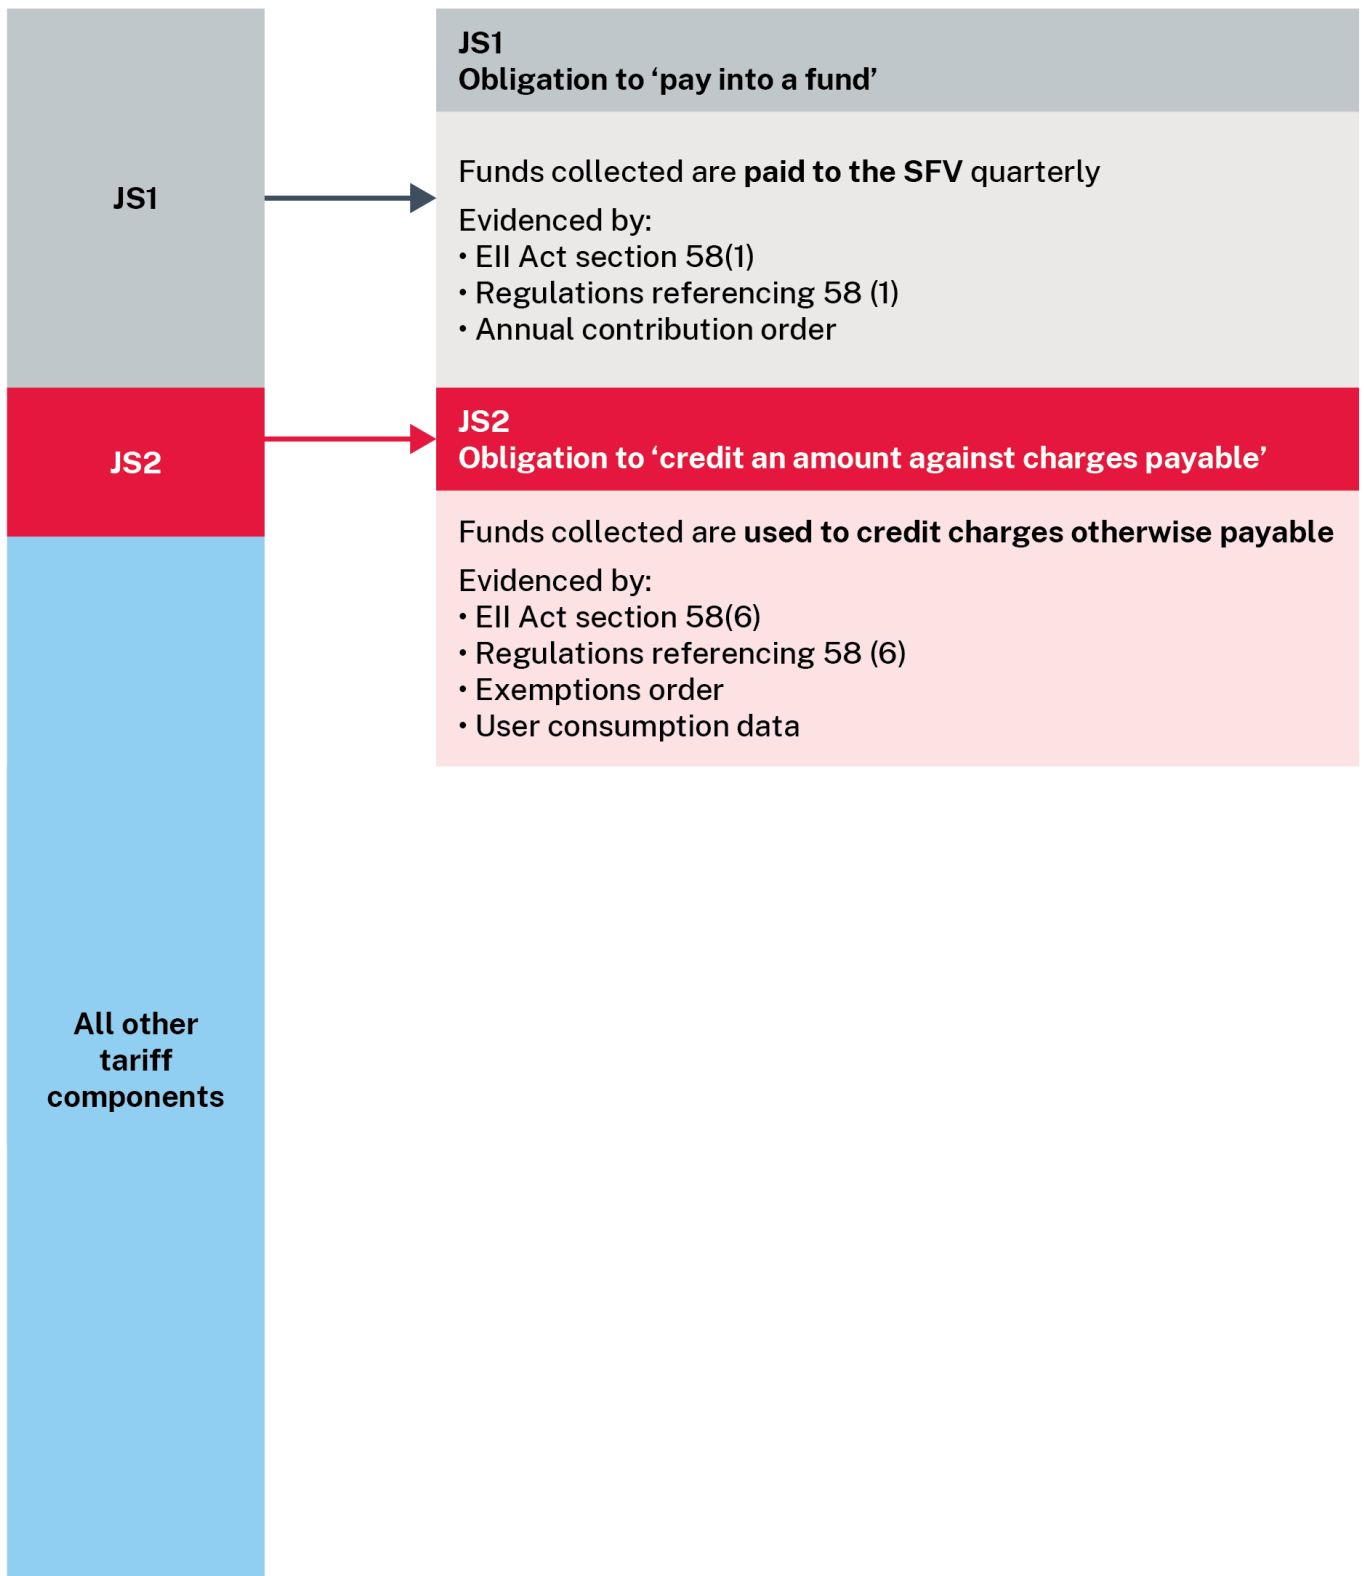 JS1
JS1
Obligation to ‘pay into a fund’
Funds collected are paid to the SFV quarterly
Evidenced by:
• EII Act section 58(1)
• Regulations referencing 58 (1)
• Annual contribution order
JS2
JS2
Obligation to ‘credit an amount against charges payable’
Funds collected are used to credit charges otherwise payable
Evidenced by:
• EII Act section 58(6)
• Regulations referencing 58 (6)
• Exemptions order
• User consumption data
All other
tariff
components